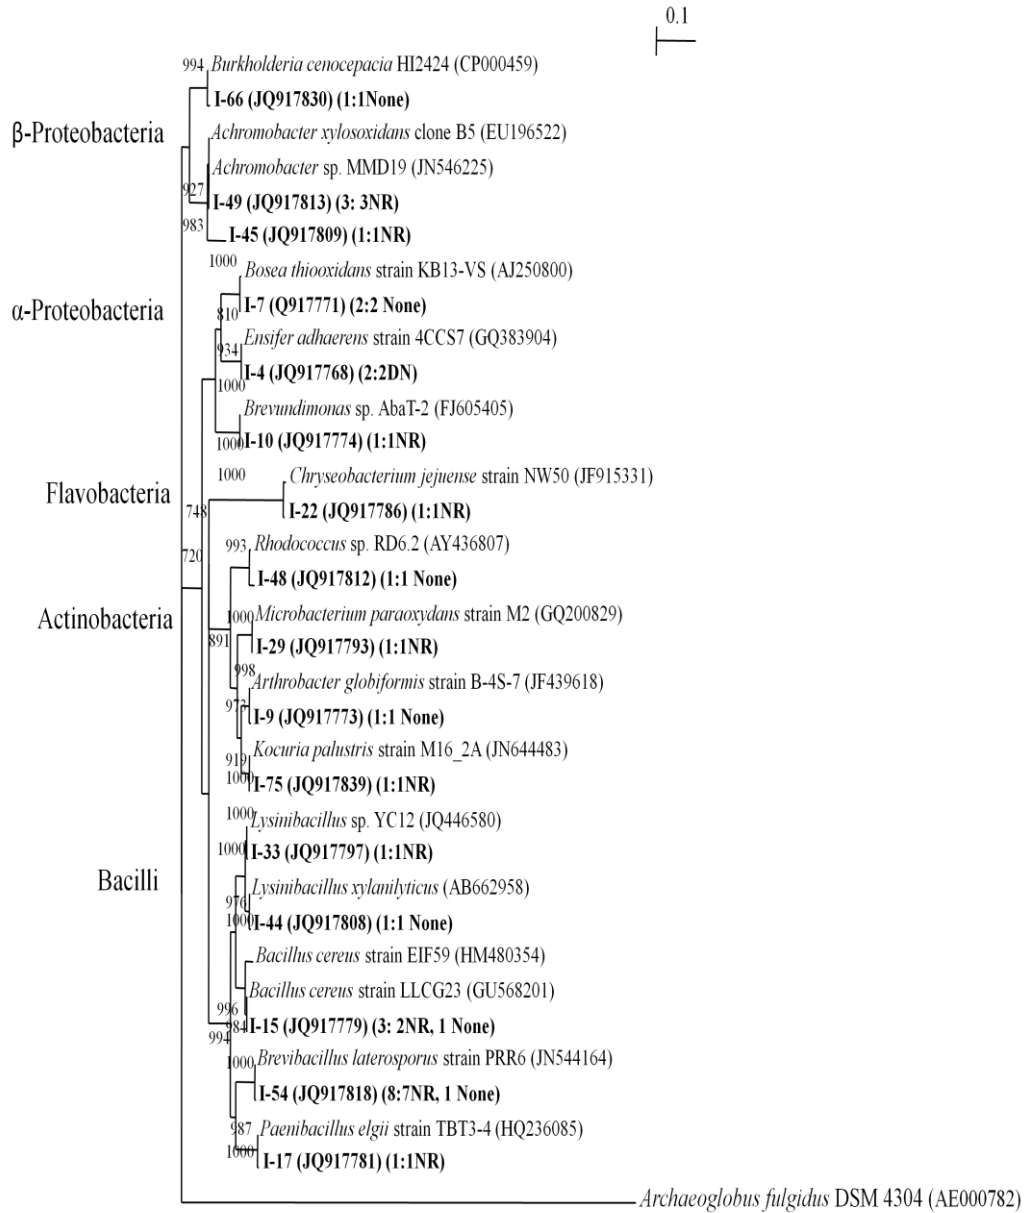 0.1
994 Burkholderia cenocepacia HI2424 (CP000459)
I-66 (JQ917830) (1:1None)
β-Proteobacteria
Achromobacter xylosoxidans clone B5 (EU196522)
Achromobacter sp. MMD19 (JN546225)
927
I-49 (JQ917813) (3: 3NR)
983
I-45 (JQ917809) (1:1NR)
1000
Bosea thiooxidans strain KB13-VS (AJ250800)
α-Proteobacteria
I-7 (Q917771) (2:2 None)
810
Ensifer adhaerens strain 4CCS7 (GQ383904)
934
I-4 (JQ917768) (2:2DN)
1000
Brevundimonas sp. AbaT-2 (FJ605405)
1000 I-10 (JQ917774) (1:1NR)
1000
Chryseobacterium jejuense strain NW50 (JF915331)
Flavobacteria
748
I-22 (JQ917786) (1:1NR)
993 Rhodococcus sp. RD6.2 (AY436807)
720
I-48 (JQ917812) (1:1 None)
Actinobacteria
1000 Microbacterium paraoxydans strain M2 (GQ200829)
891
I-29 (JQ917793) (1:1NR)
998
Arthrobacter globiformis strain B-4S-7 (JF439618)
973
I-9 (JQ917773) (1:1 None)
Kocuria palustris strain M16_2A (JN644483)
919
1000 I-75 (JQ917839) (1:1NR)
1000
Lysinibacillus sp. YC12 (JQ446580)
1000 I-33 (JQ917797) (1:1NR)
Bacilli
Lysinibacillus xylanilyticus (AB662958)
976
1000 I-44 (JQ917808) (1:1 None)
Bacillus cereus strain EIF59 (HM480354)
Bacillus cereus strain LLCG23 (GU568201)
996
984 I-15 (JQ917779) (3: 2NR, 1 None)
994
1000 Brevibacillus laterosporus strain PRR6 (JN544164)
I-54 (JQ917818) (8:7NR, 1 None)
987 Paenibacillus elgii strain TBT3-4 (HQ236085)
1000 I-17 (JQ917781) (1:1NR)
Archaeoglobus fulgidus DSM 4304 (AE000782)